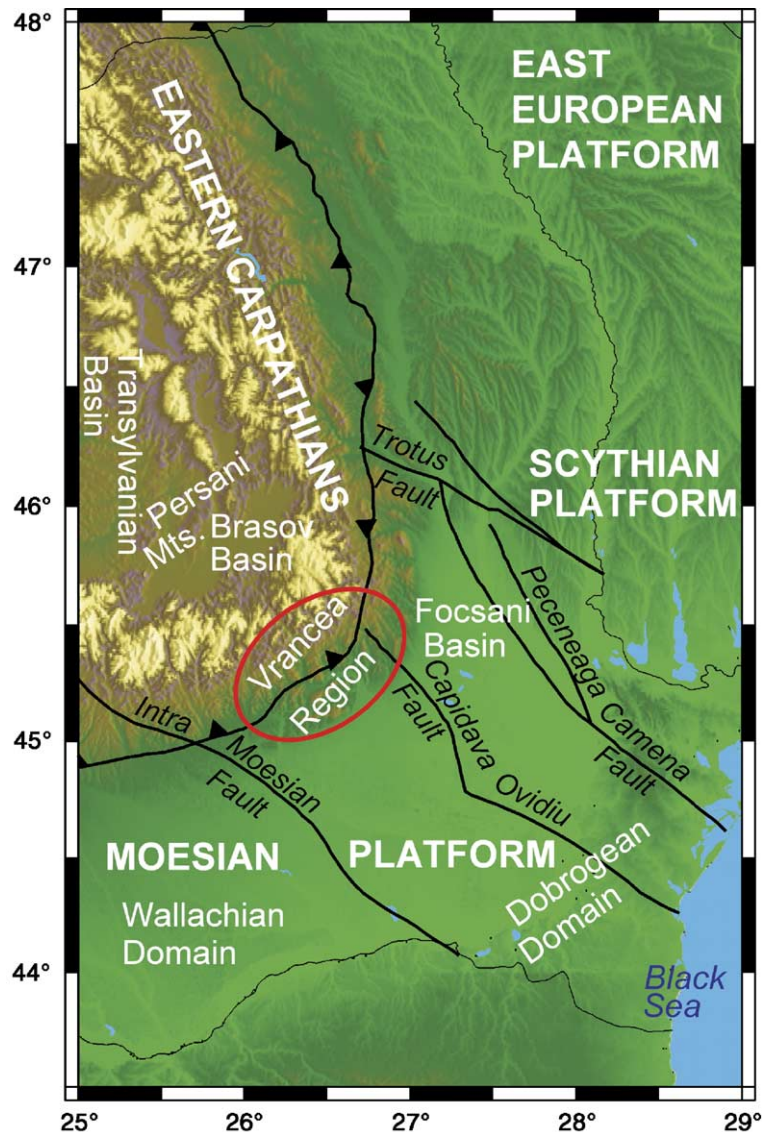 48°
47°
46°
45°
44°
25°
26°
27°
28°
29°
EAST
EUROPEAN
PLATFORM
EASTERN CARPATHIANS
Transylvanian
Basin
Persani
Mts.
Brasov
Basin
Trotus
Fault
SCYTHIAN
PLATFORM
Vrancea
Region
Focsani
Basin
Peceneaga Camena
Fault
Capidava Ovidiu
Fault
Intra Moesian
Fault
MOESIAN PLATFORM
Wallachian
Domain
Dobrogean
Domain
Black
Sea